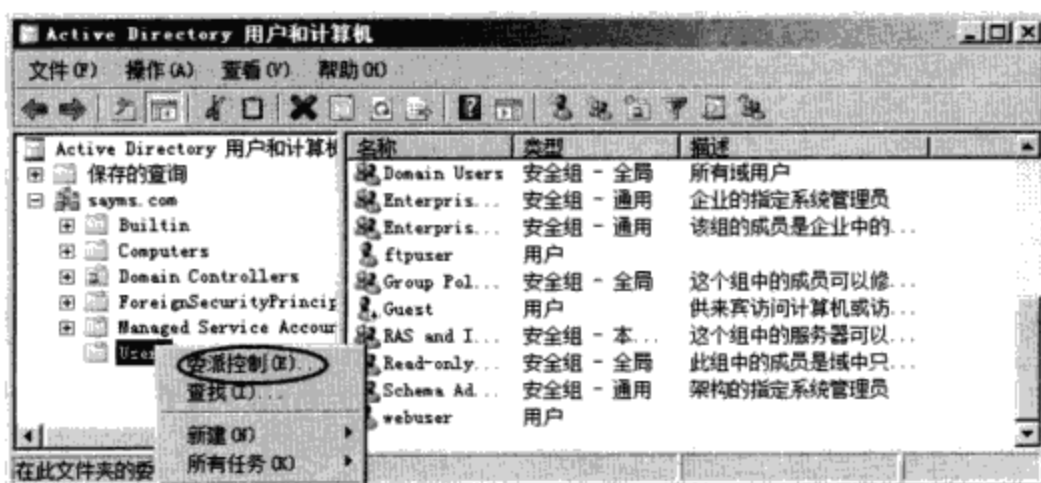 Active Directory 用户和计算机
文件(F) 操作(A) 查看(V) 帮助(H)
Active Directory 用户和计算机
保存的查询
sayms.com
Builtin
Computers
Domain Controllers
ForeignSecurityPrincip
Managed Service Accour
User
委派控制(E)...
查找(I)...
新建(N)
所有任务(K)
在此文件夹的委
名称 类型 描述
Domain Users 安全组 - 全局 所有域用户
Enterpris... 安全组 - 通用 企业的指定系统管理员
Enterpris... 安全组 - 通用 该组的成员是企业中的...
ftpuser 用户
Group Pol... 安全组 - 全局 这个组中的成员可以修...
Guest 用户 供来宾访问计算机或访...
RAS and I... 安全组 - 本... 这个组中的服务器可以...
Read-only... 安全组 - 全局 此组中的成员是域中只...
Schema Ad... 安全组 - 通用 架构的指定系统管理员
webuser 用户